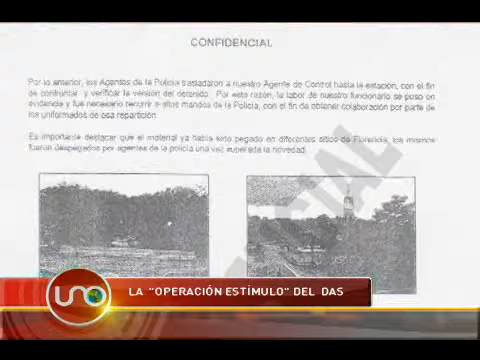 CONFIDENCIAL
Por lo anterior, los Agentes de la Policía trasladaron a nuestro Agente de Control hasta la estación, con el fin
de confrontar y verificar la versión del detenido. Por esta razón, la labor de nuestro funcionario se puso en
evidencia y fue necesario recurrir a altos mandos de la Policía, con el fin de obtener colaboración por parte de
los uniformados de esa repartición
Es importante destacar que el material ya había sido pegado en diferentes sitios de Florencia, los mismos
fueron despegados por agentes de la policía una vez superada la novedad.
UNO
LA "OPERACIÓN ESTÍMULO" DEL DAS